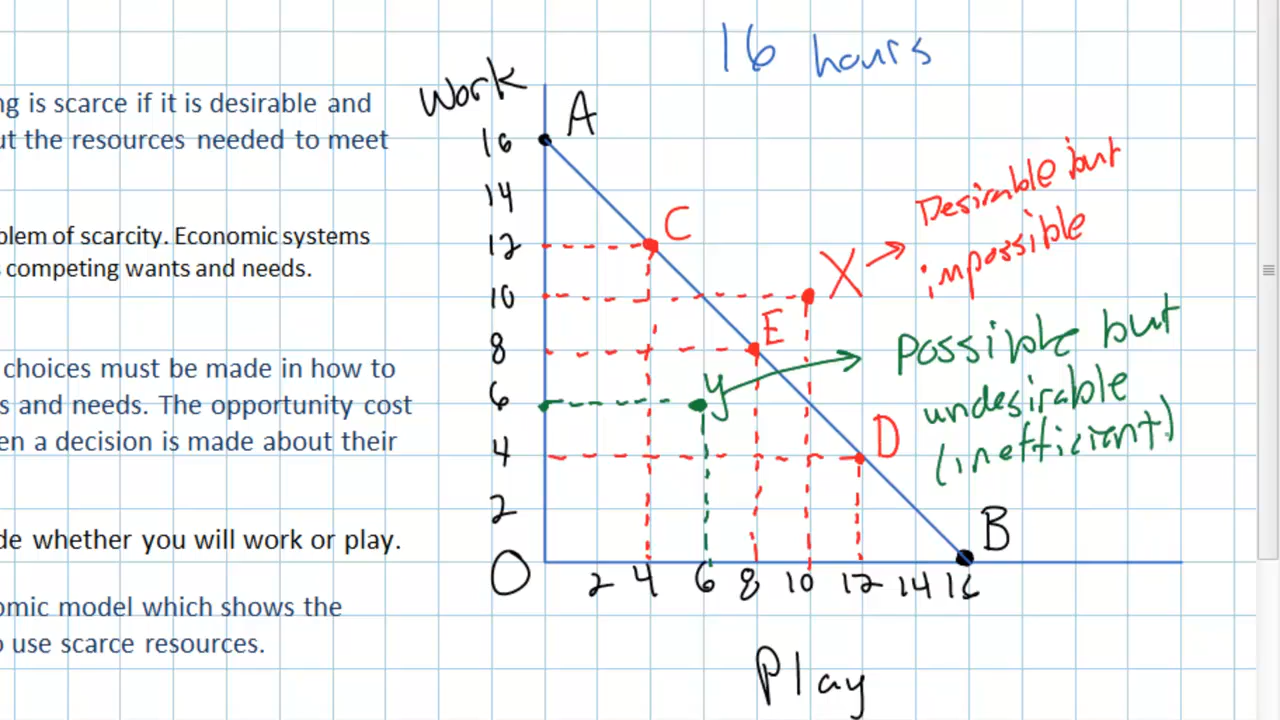 ng is scarce if it is desirable and
ut the resources needed to meet
blem of scarcity. Economic systems
s competing wants and needs.
choices must be made in how to
s and needs. The opportunity cost
en a decision is made about their
de whether you will work or play.
omic model which shows the
o use scarce resources.
16 hours
Work
A
16
14
12
10
8
6
4
2
0
C
X → Desirable but
impossible
E
y
Possible but
undesirable
(inefficient)
D
B
2 4 6 8 10 12 14 16
Play